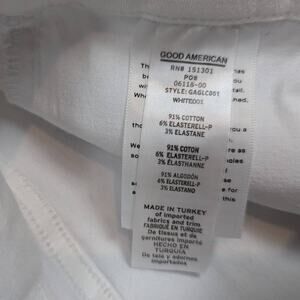 GOOD AMERICAN
RN# 151301
PO#
06118-00
STYLE: GAGLC001
WHITE001
91% COTTON
6% ELASTERELL-P
3% ELASTANE
91% COTON
6% ELASTERELL-P
3% ELASTHANNE
91% ALGODÓN
6% ELASTERELL-P
3% ELASTANO
MADE IN TURKEY
of imported
fabrics and trim
FABRIQUÉ EN TURQUIE
De tissus et de
garnitures importés
HECHO EN
TURQUÍA
De tela y adornos
importados